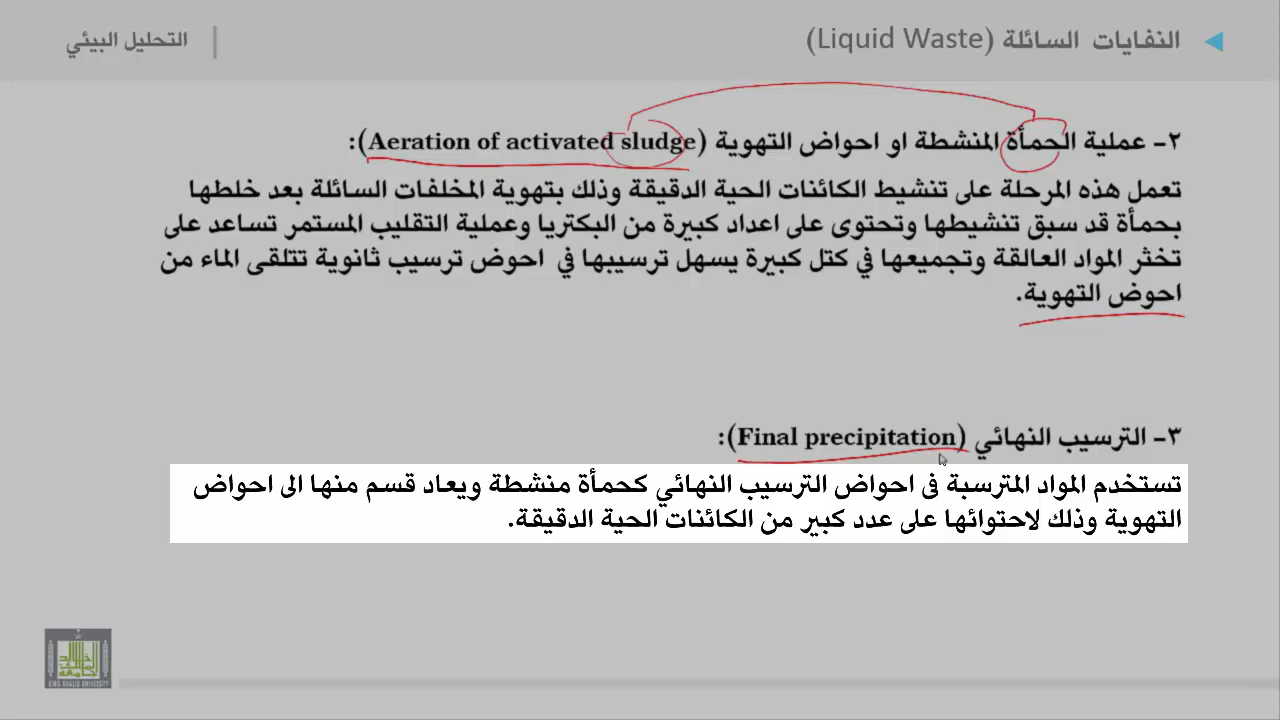 النفايات السائلة (Liquid Waste)
التحليل البيئي
٢- عملية الحمأة المنشطة او احواض التهوية (Aeration of activated sludge):
تعمل هذه المرحلة على تنشيط الكائنات الحية الدقيقة وذلك بتهوية المخلفات السائلة بعد خلطها
بحمأة قد سبق تنشيطها وتحتوى على اعداد كبيرة من البكتريا وعملية التقليب المستمر تساعد على
تخثر المواد العالقة وتجميعها في كتل كبيرة يسهل ترسيبها في احوض ترسيب ثانوية تتلقى الماء من
احوض التهوية.
٣- الترسيب النهائي (Final precipitation):
تستخدم المواد المترسبة فى احواض الترسيب النهائي كحمأة منشطة ويعاد قسم منها الى احواض
التهوية وذلك لاحتوائها على عدد كبير من الكائنات الحية الدقيقة.
KING KHALID UNIVERSITY